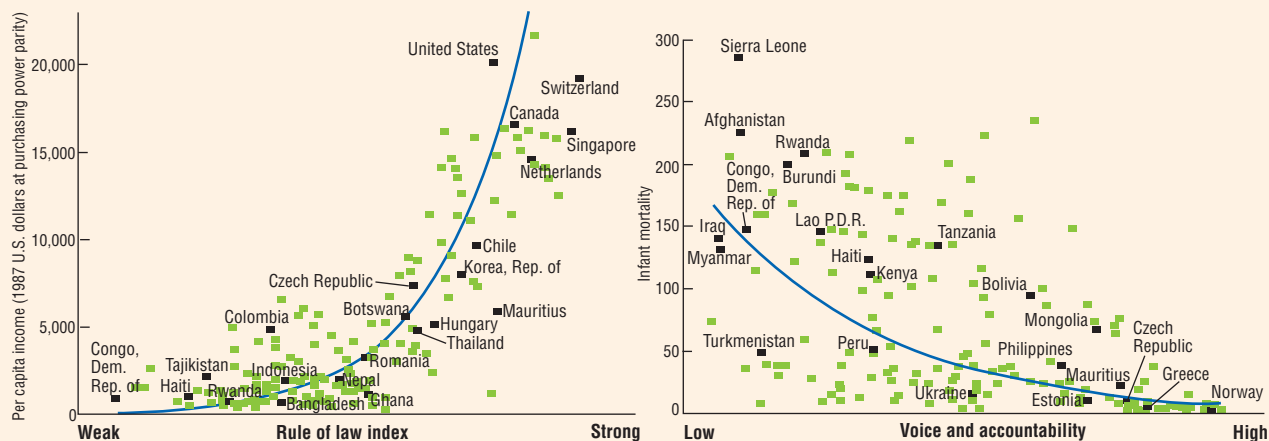 Per capita income (1987 U.S. dollars at purchasing power parity)
20,000
15,000
10,000
5,000
0
United States
Switzerland
Canada
Singapore
Netherlands
Chile
Korea, Rep. of
Czech Republic
Botswana
Mauritius
Colombia
Hungary
Thailand
Congo,
Dem.
Rep. of
Tajikistan
Indonesia
Romania
Haiti
Rwanda
Nepal
Bangladesh
Ghana
Weak
Rule of law index
Strong
Infant mortality
300
250
200
150
100
50
0
Sierra Leone
Afghanistan
Rwanda
Congo,
Dem.
Rep. of
Burundi
Iraq
Lao P.D.R.
Tanzania
Myanmar
Haiti
Kenya
Bolivia
Mongolia
Czech
Republic
Turkmenistan
Peru
Philippines
Mauritius
Greece
Ukraine
Estonia
Norway
Low
Voice and accountability
High